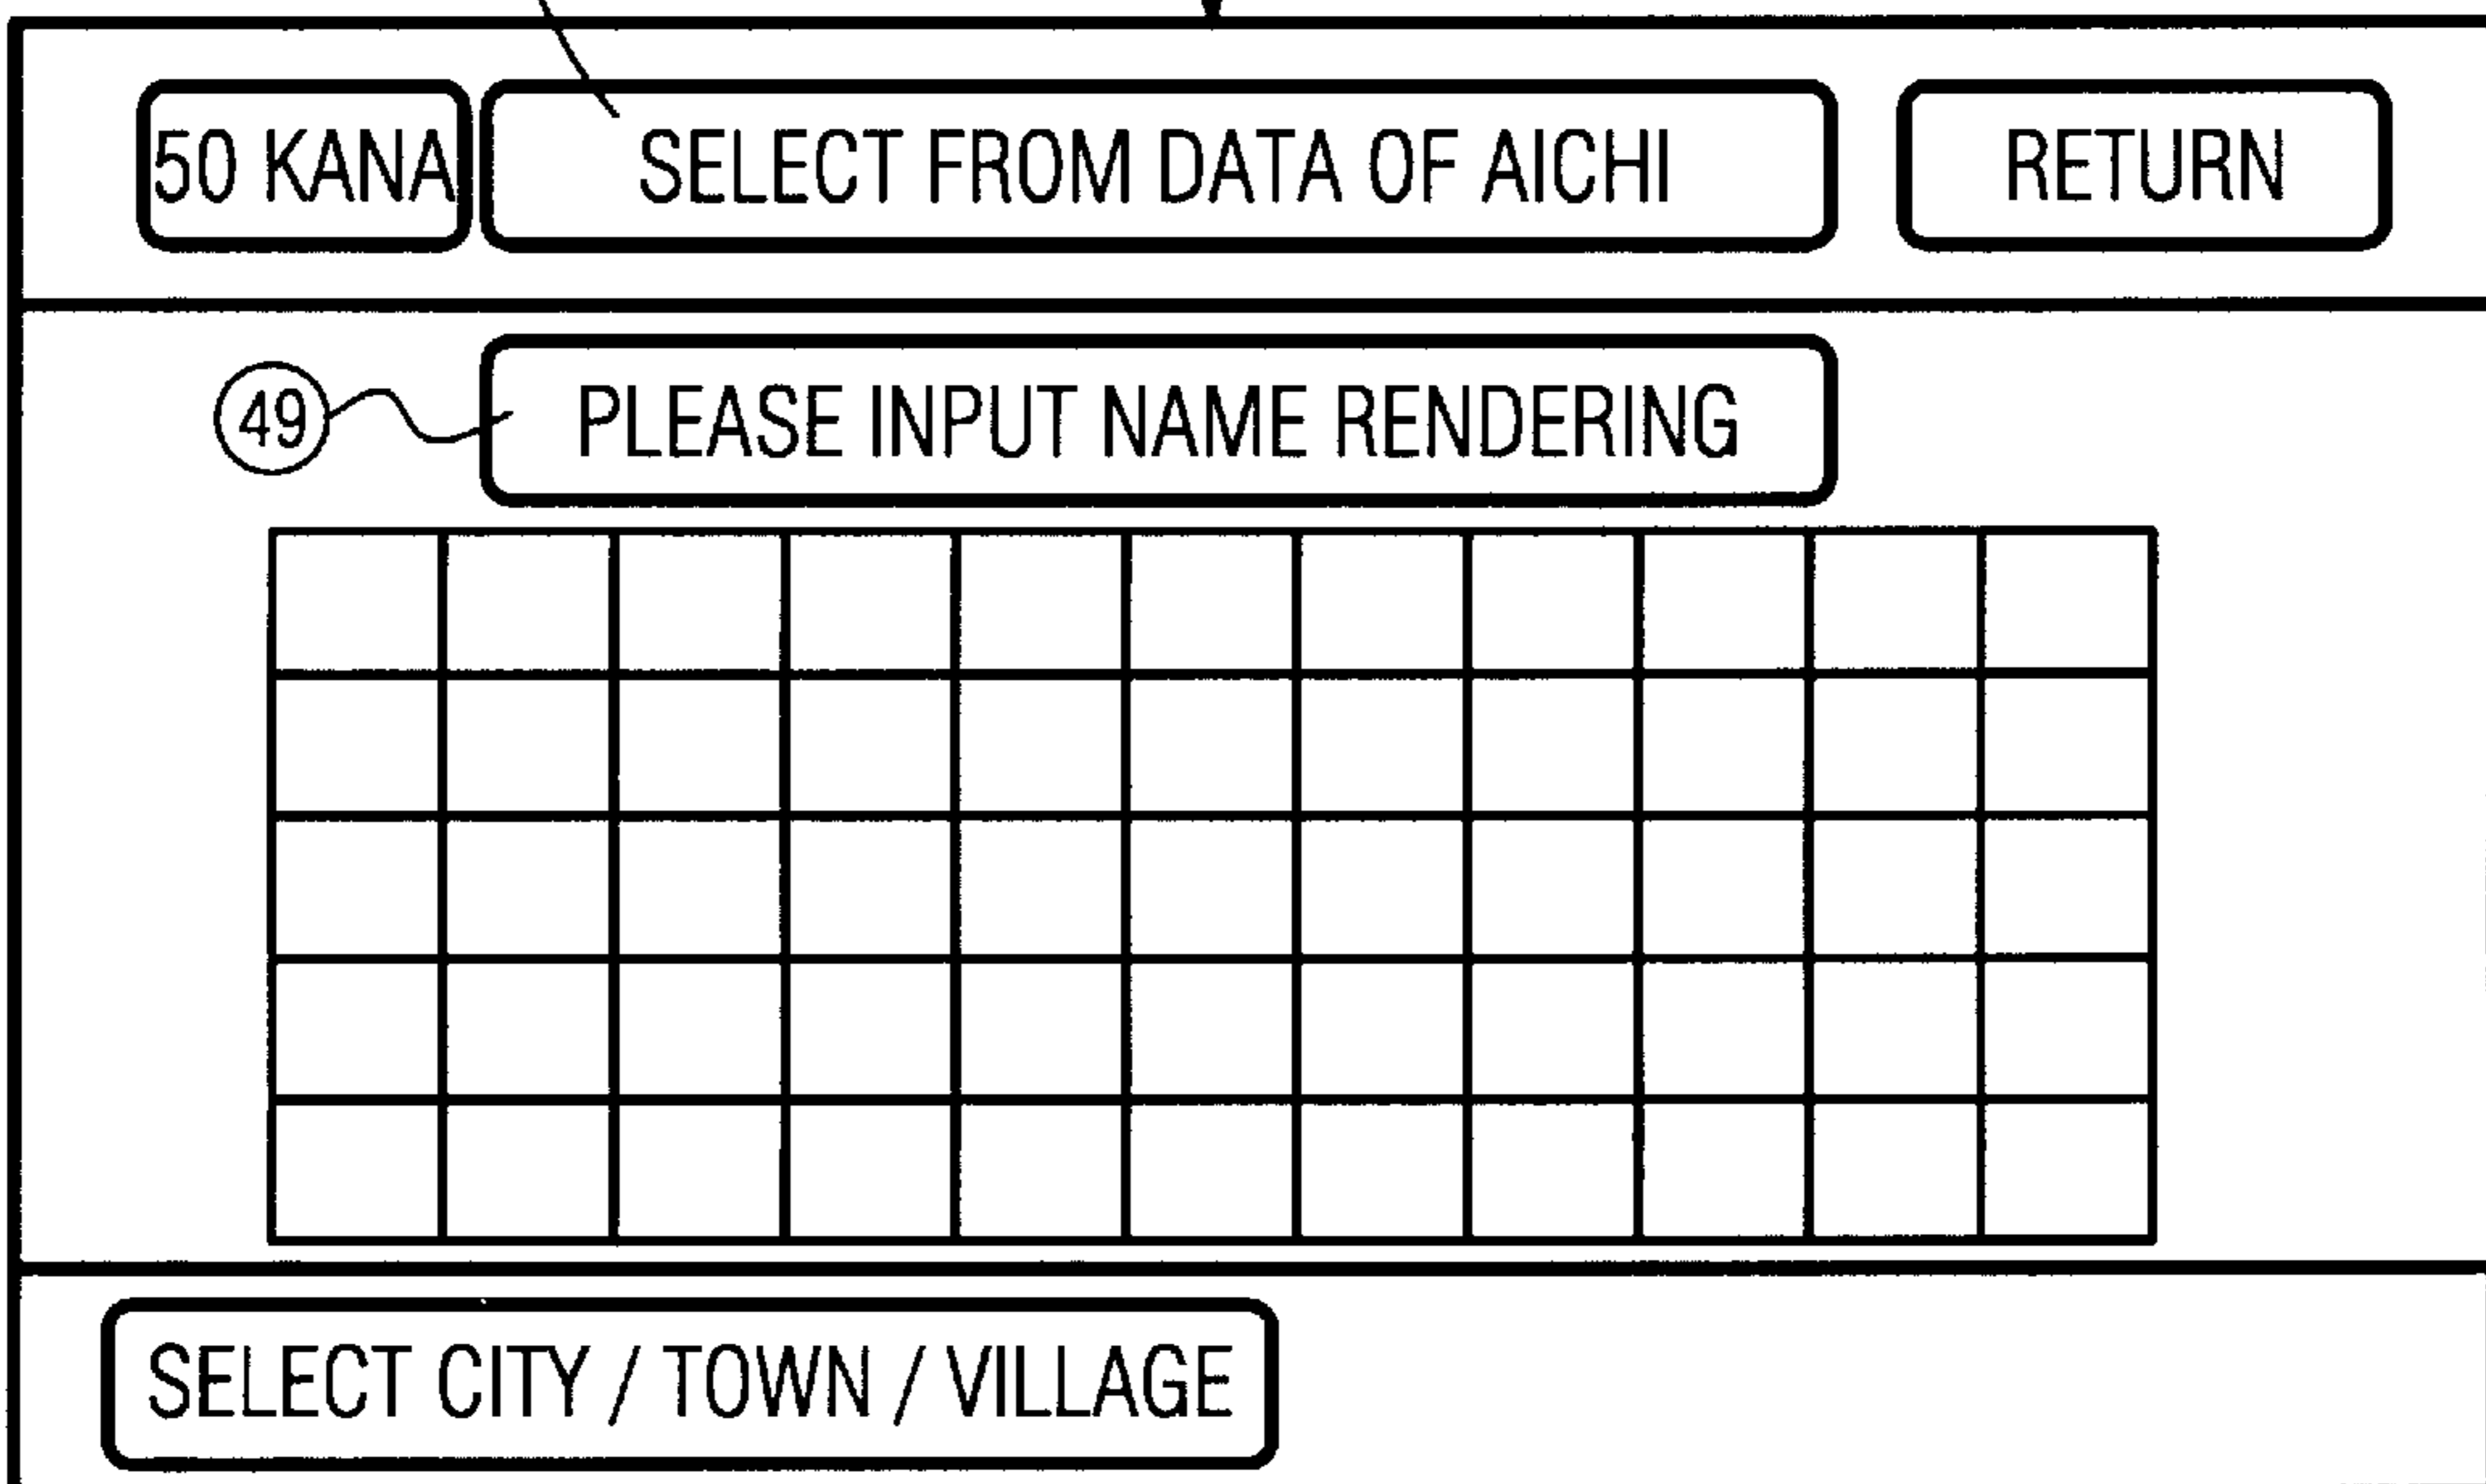 50 KANA SELECT FROM DATA OF AICHI RETURN
49 PLEASE INPUT NAME RENDERING
SELECT CITY / TOWN / VILLAGE